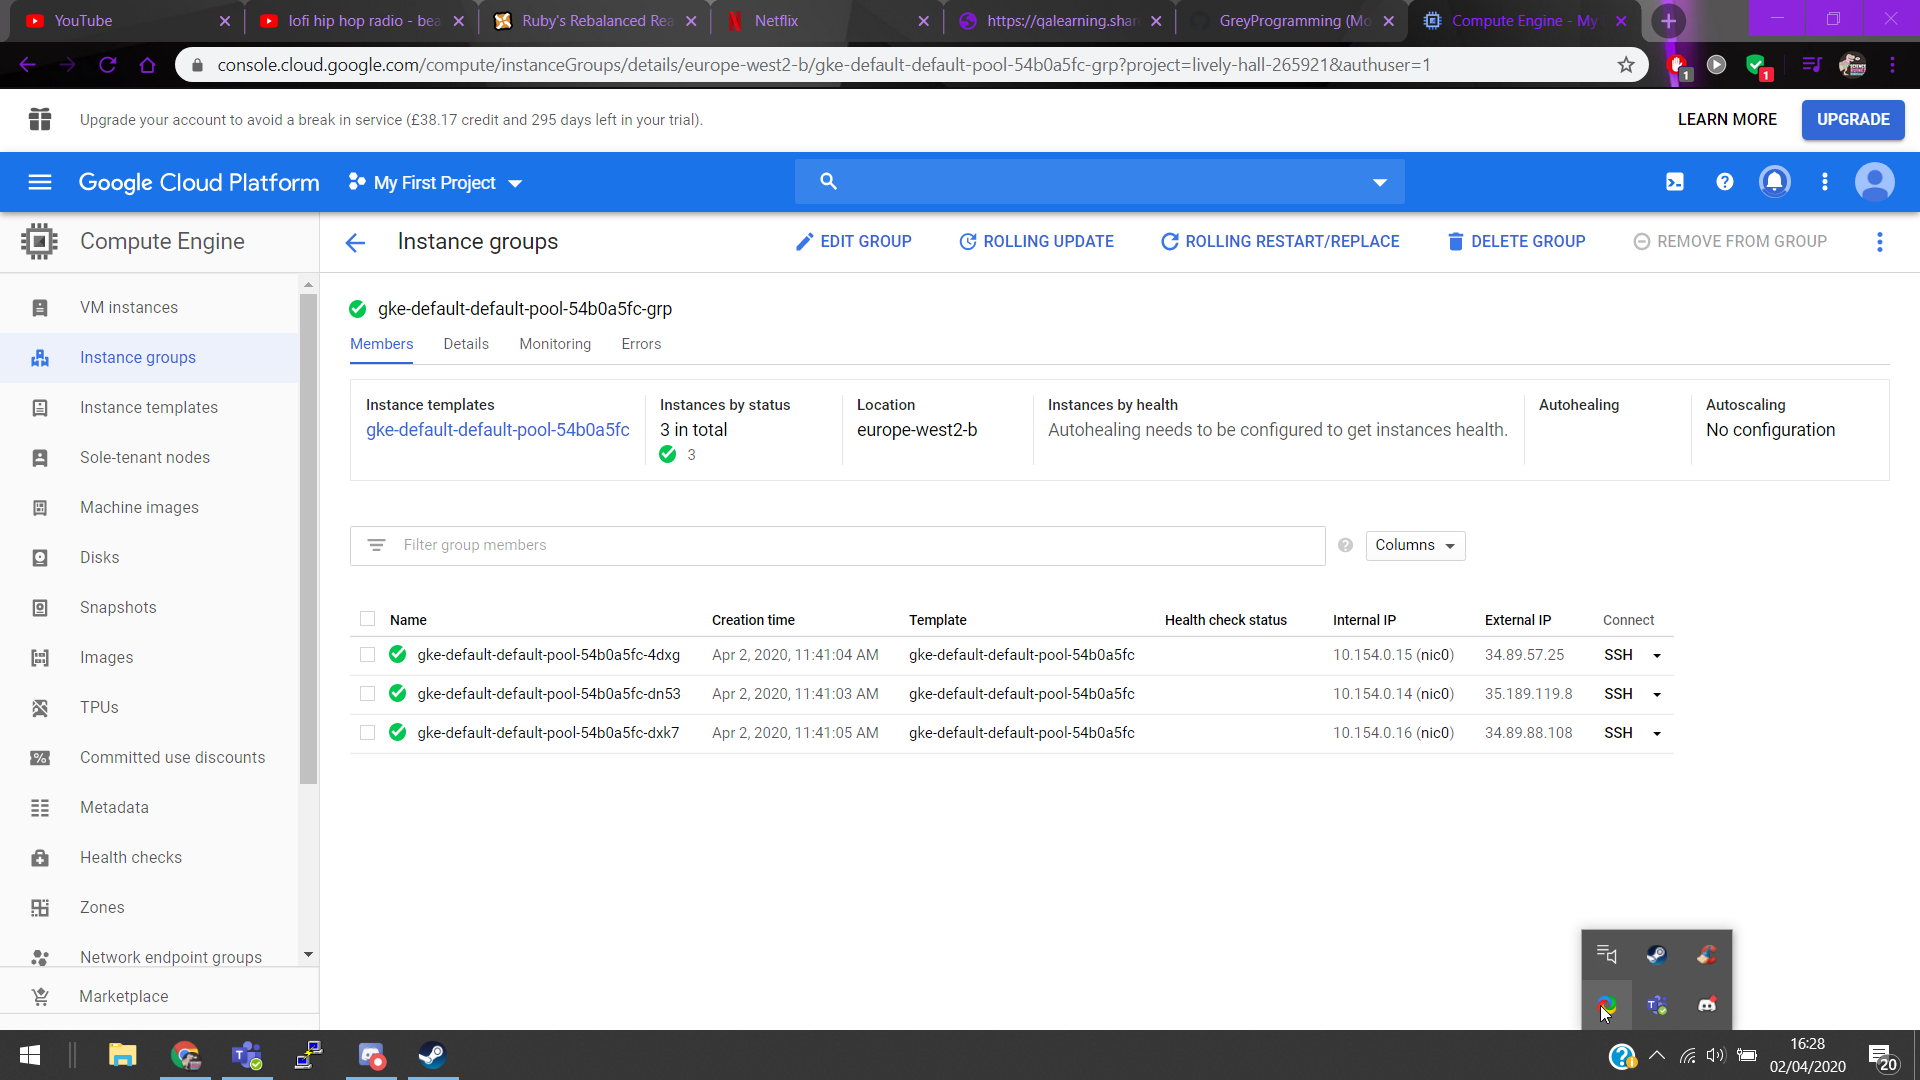 YouTube
lofi hip hop radio - bea
Ruby's Rebalanced Rea
Netflix
https://qalearning.shar
GreyProgramming (Mo
Compute Engine - My
console.cloud.google.com/compute/instanceGroups/details/europe-west2-b/gke-default-default-pool-54b0a5fc-grp?project=lively-hall-265921&authuser=1
1
1
Upgrade your account to avoid a break in service (£38.17 credit and 295 days left in your trial).
LEARN MORE
UPGRADE
Google Cloud Platform
My First Project
Compute Engine
Instance groups
EDIT GROUP
ROLLING UPDATE
ROLLING RESTART/REPLACE
DELETE GROUP
REMOVE FROM GROUP
VM instances
Instance groups
Instance templates
Sole-tenant nodes
Machine images
Disks
Snapshots
Images
TPUs
Committed use discounts
Metadata
Health checks
Zones
Network endpoint groups
Marketplace
gke-default-default-pool-54b0a5fc-grp
Members Details Monitoring Errors
Instance templates
gke-default-default-pool-54b0a5fc
Instances by status
3 in total
3
Location
europe-west2-b
Instances by health
Autohealing needs to be configured to get instances health.
Autohealing
Autoscaling
No configuration
Filter group members
Columns
Name Creation time Template Health check status Internal IP External IP Connect
gke-default-default-pool-54b0a5fc-4dxg Apr 2, 2020, 11:41:04 AM gke-default-default-pool-54b0a5fc 10.154.0.15 (nic0) 34.89.57.25 SSH
gke-default-default-pool-54b0a5fc-dn53 Apr 2, 2020, 11:41:03 AM gke-default-default-pool-54b0a5fc 10.154.0.14 (nic0) 35.189.119.8 SSH
gke-default-default-pool-54b0a5fc-dxk7 Apr 2, 2020, 11:41:05 AM gke-default-default-pool-54b0a5fc 10.154.0.16 (nic0) 34.89.88.108 SSH
16:28
02/04/2020
20